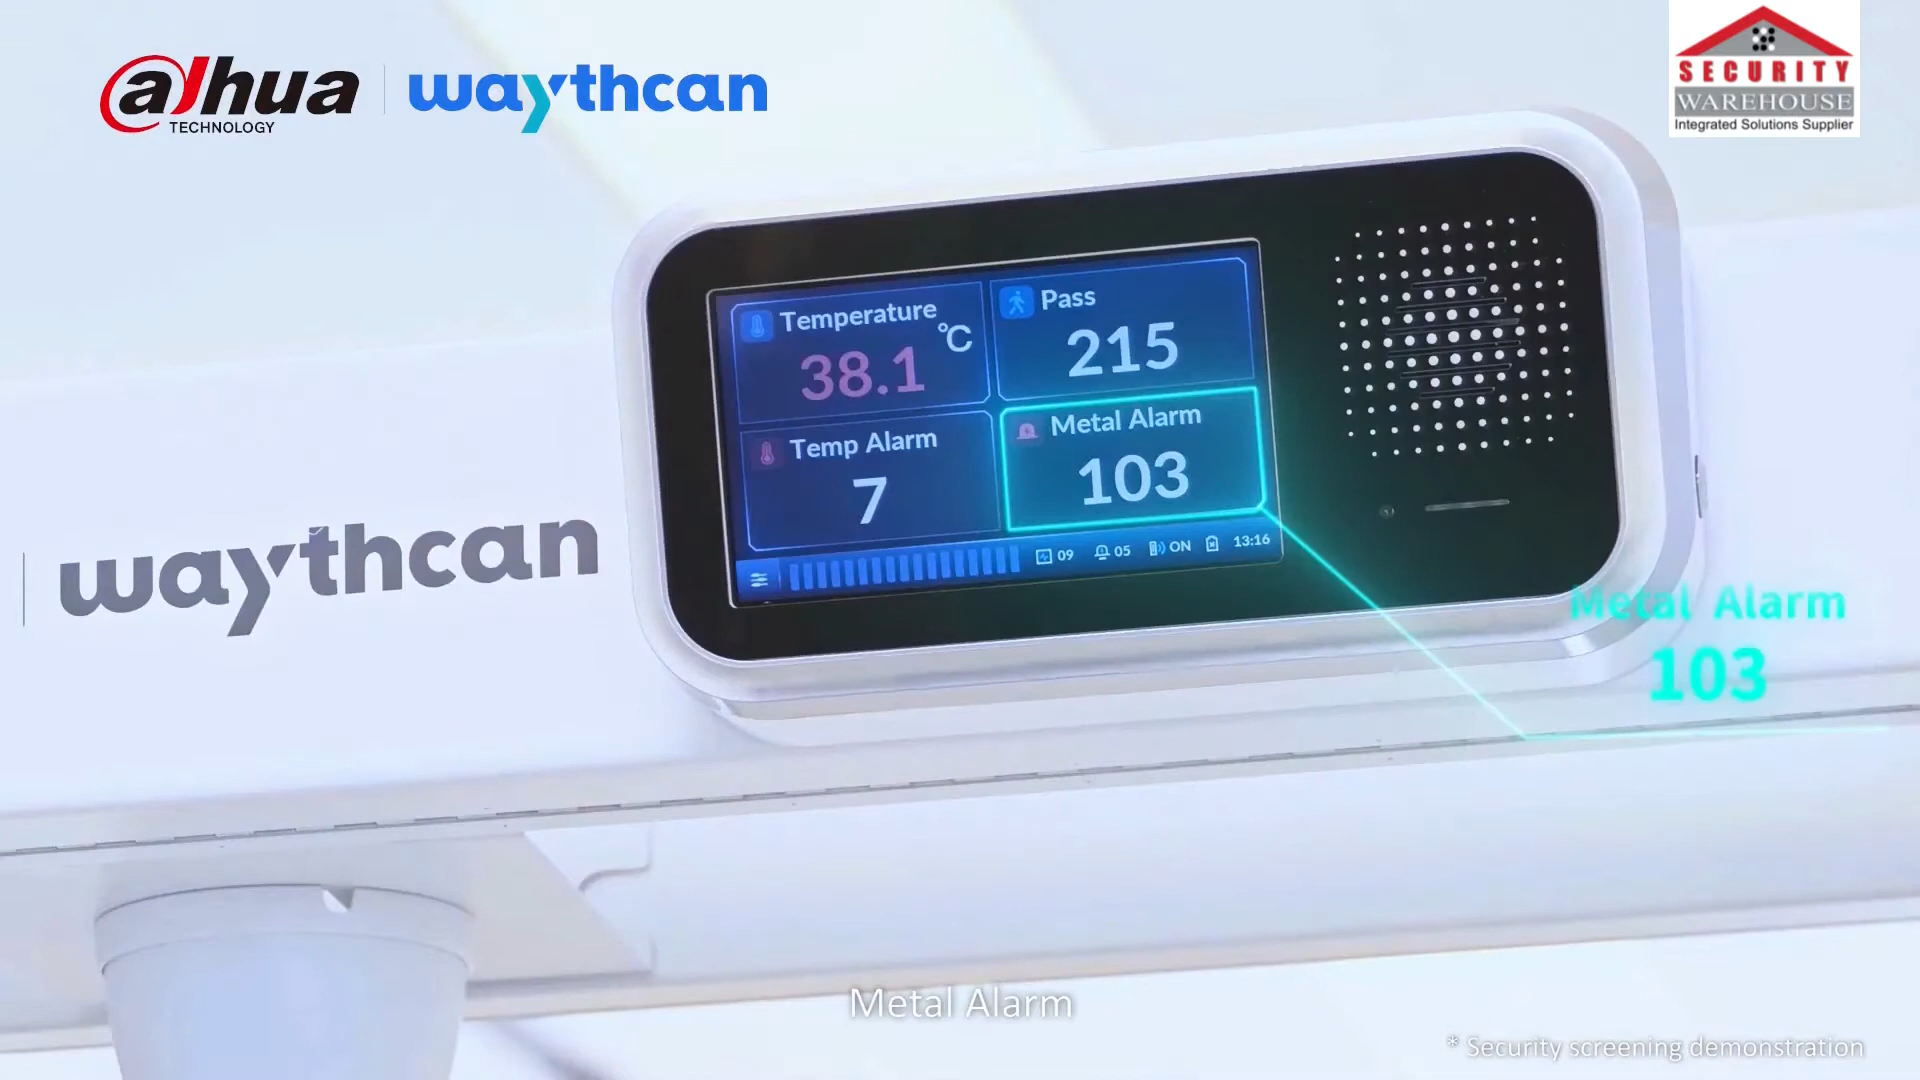 alhua
TECHNOLOGY
waythcan
SECURITY
WAREHOUSE
Integrated Solutions Supplier
Temperature
38.1 ℃
Pass
215
Temp Alarm
7
Metal Alarm
103
09 05 ON 13:16
waythcan
Metal Alarm
103
Metal Alarm
* Security screening demonstration